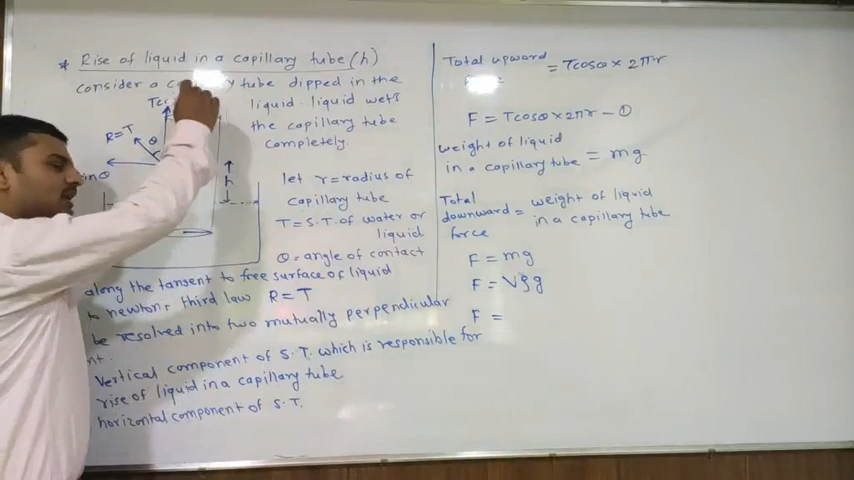 * Rise of liquid in a capillary tube (h)
consider a tube dipped in the
liquid. liquid wet's
the capillary tube
completely.
R=T
θ
h
let r = radius of
capillary tube
T = S.T. of water or
liquid
θ = angle of contact
along the tangent to free surface of liquid
to newton's third law R = T
be resolved into two mutually perpendicular
nt.
vertical component of S.T. which is responsible for
rise of liquid in a capillary tube
horizontal component of S.T.
Total upward
= Tcosθ × 2πr
F = Tcosθ × 2πr - ①
weight of liquid
in a capillary tube = mg
Total
downward = weight of liquid
force in a capillary tube
F = mg
F = Vρg
F =